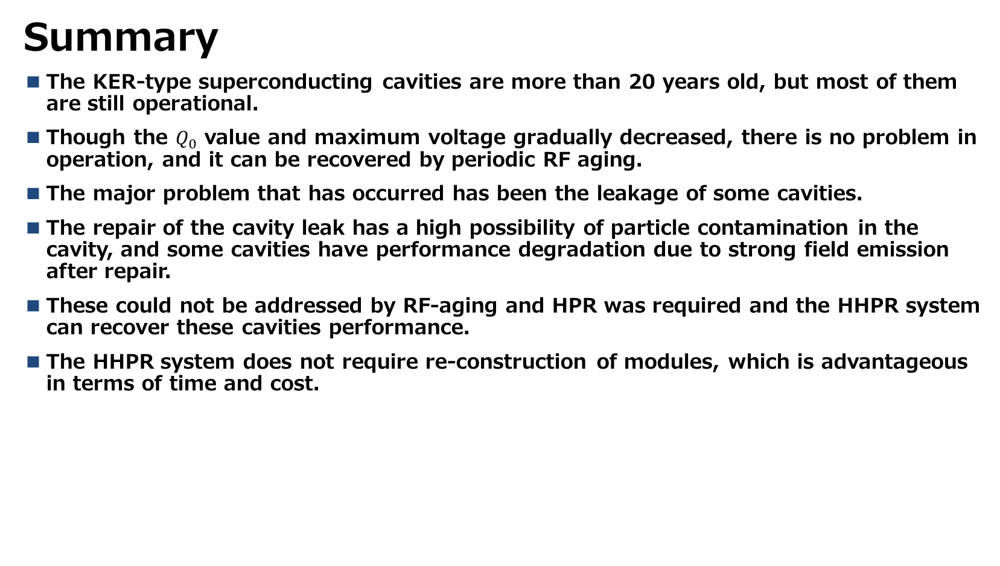 Summary
■ The KER-type superconducting cavities are more than 20 years old, but most of them
are still operational.
■ Though the Q₀ value and maximum voltage gradually decreased, there is no problem in
operation, and it can be recovered by periodic RF aging.
■ The major problem that has occurred has been the leakage of some cavities.
■ The repair of the cavity leak has a high possibility of particle contamination in the
cavity, and some cavities have performance degradation due to strong field emission
after repair.
■ These could not be addressed by RF-aging and HPR was required and the HHPR system
can recover these cavities performance.
■ The HHPR system does not require re-construction of modules, which is advantageous
in terms of time and cost.